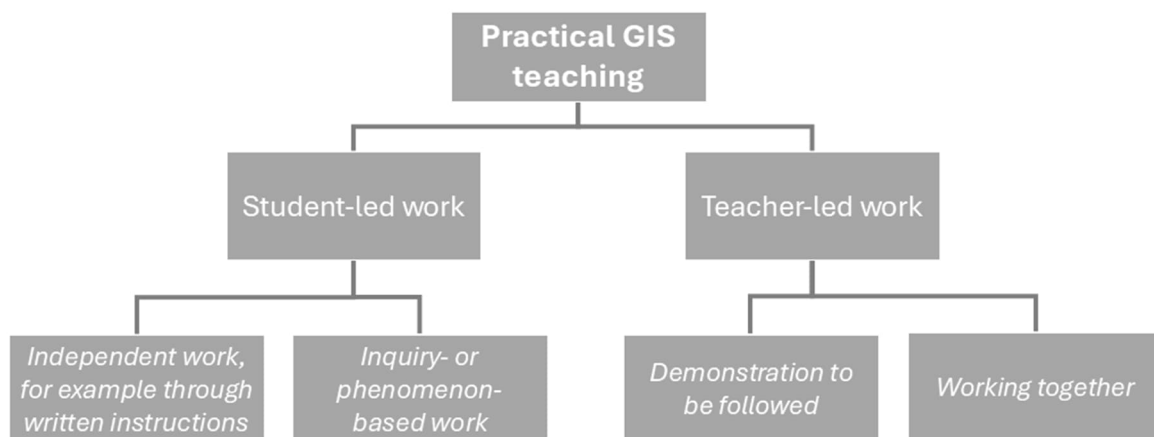 Practical GIS
teaching
Student-led work
Teacher-led work
Independent work,
for example through
written instructions
Inquiry- or
phenomenon-
based work
Demonstration to
be followed
Working together